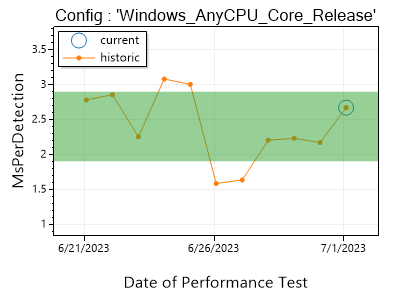 Config : 'Windows_AnyCPU_Core_Release'
current
historic
3.5
3
2.5
2
1.5
1
MsPerDetection
6/21/2023
6/26/2023
7/1/2023
Date of Performance Test